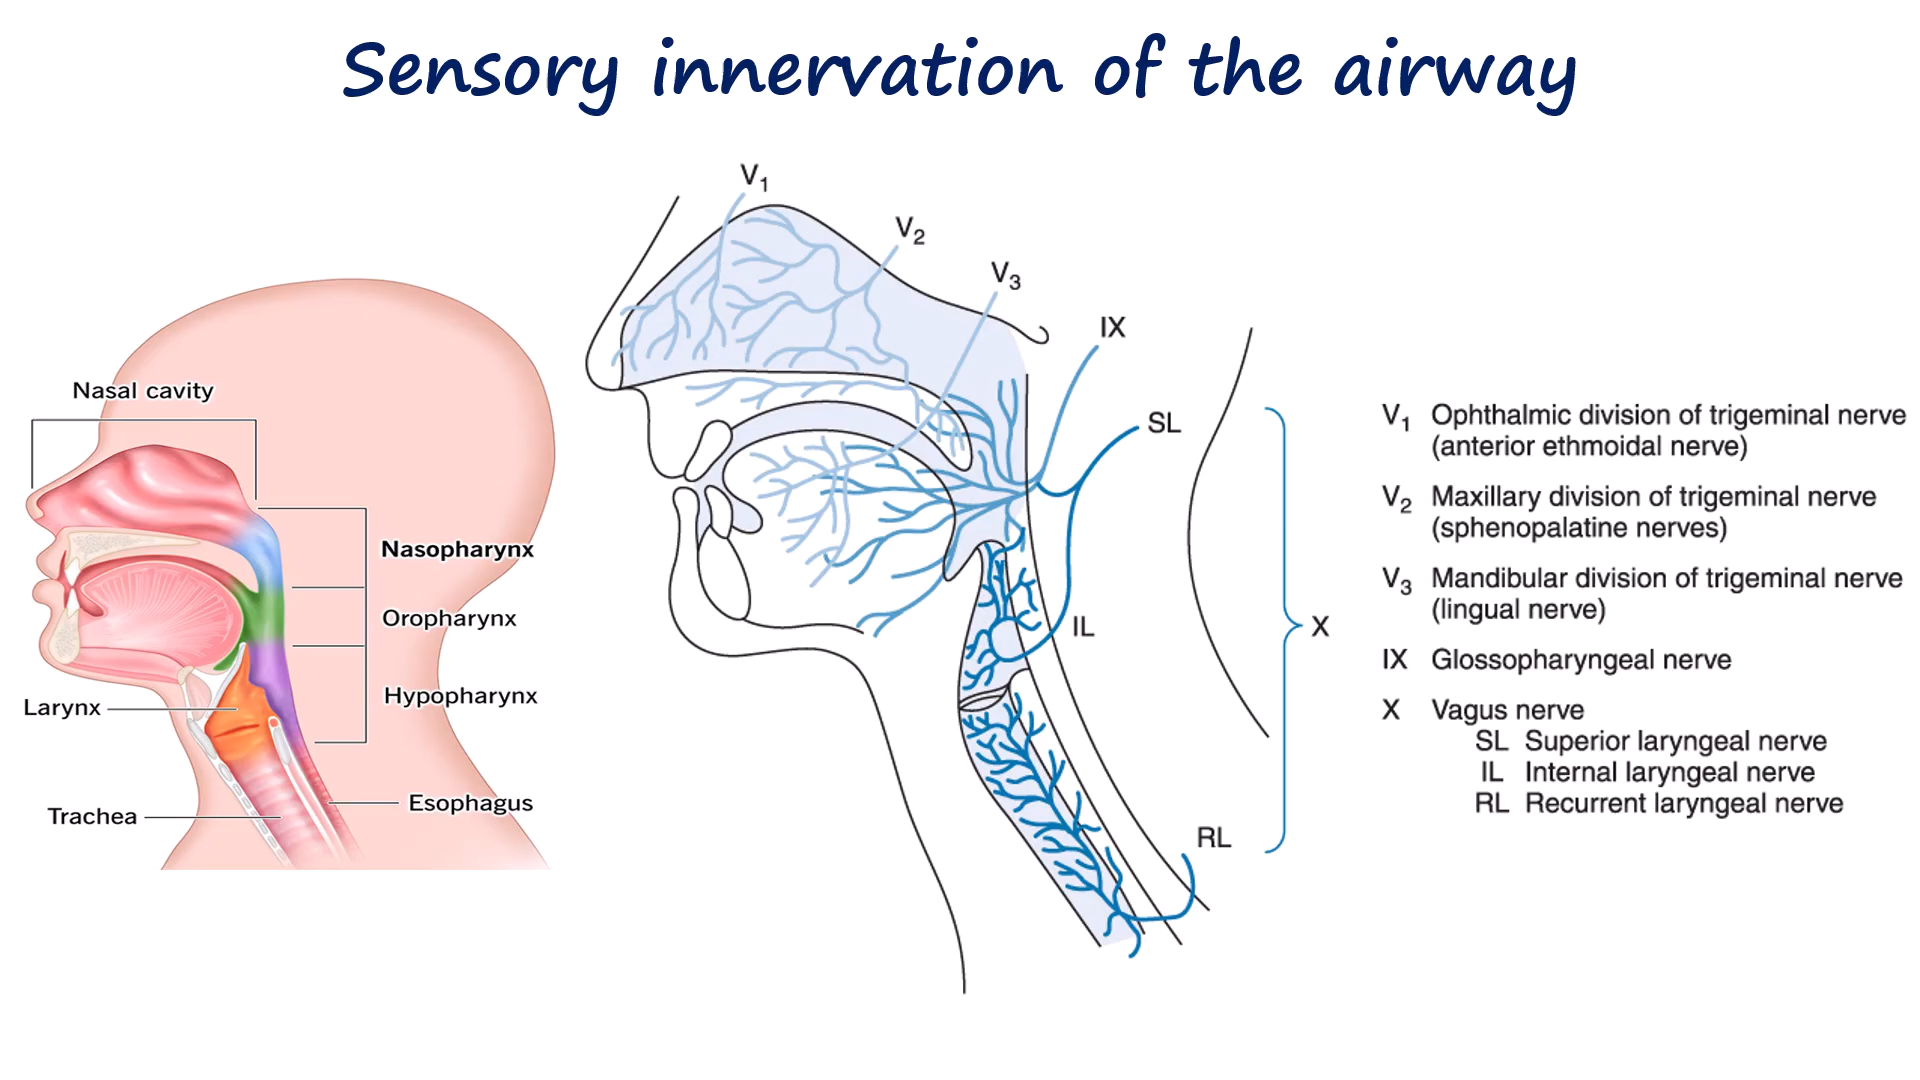 Sensory innervation of the airway
Nasal cavity
Nasopharynx
Oropharynx
Hypopharynx
Larynx
Trachea
Esophagus
V1
V2
V3
IX
SL
IL
X
RL
V1 Ophthalmic division of trigeminal nerve
(anterior ethmoidal nerve)
V2 Maxillary division of trigeminal nerve
(sphenopalatine nerves)
V3 Mandibular division of trigeminal nerve
(lingual nerve)
IX Glossopharyngeal nerve
X Vagus nerve
SL Superior laryngeal nerve
IL Internal laryngeal nerve
RL Recurrent laryngeal nerve